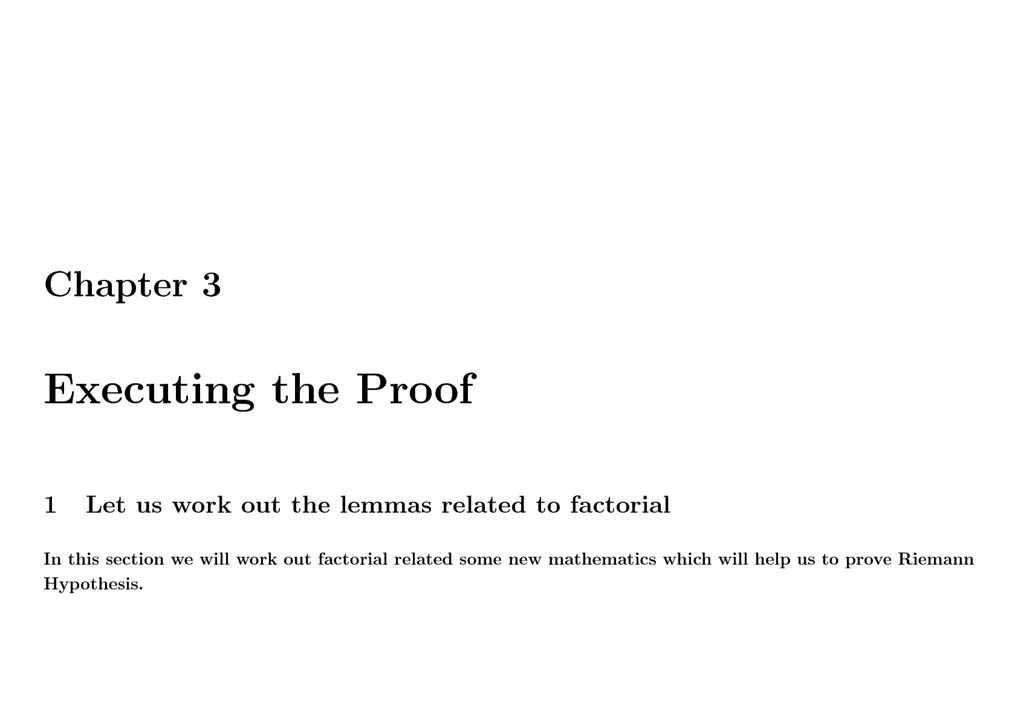 Chapter 3
Executing the Proof
1 Let us work out the lemmas related to factorial
In this section we will work out factorial related some new mathematics which will help us to prove Riemann
Hypothesis.